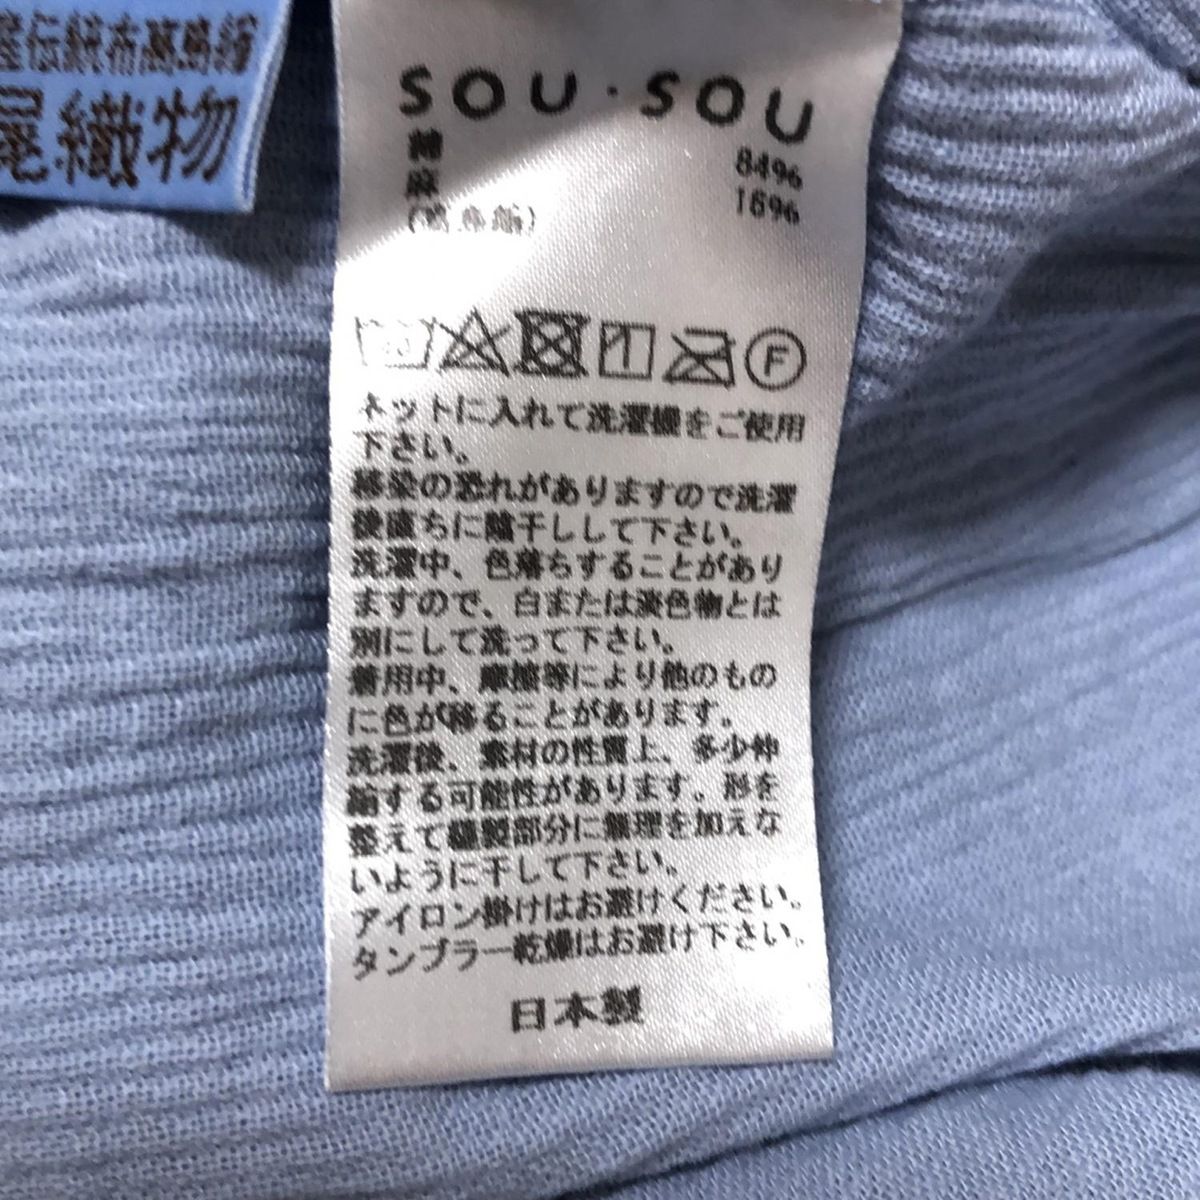 伝統布高島縮
織物
SOU・SOU
綿 84%
麻 16%
ネットに入れて洗濯機をご使用
下さい。
移染の恐れがありますので洗濯
後直ちに陰干しして下さい。
洗濯中、色落ちすることがあり
ますので、白または淡色物とは
別にして洗って下さい。
着用中、摩擦等により他のもの
に色が移ることがあります。
洗濯後、素材の性質上、多少伸
縮する可能性があります、形を
整えて縫製部分に無理を加えな
いように干して下さい。
アイロン掛けはお避けください。
タンブラー乾燥はお避け下さい。
日本製